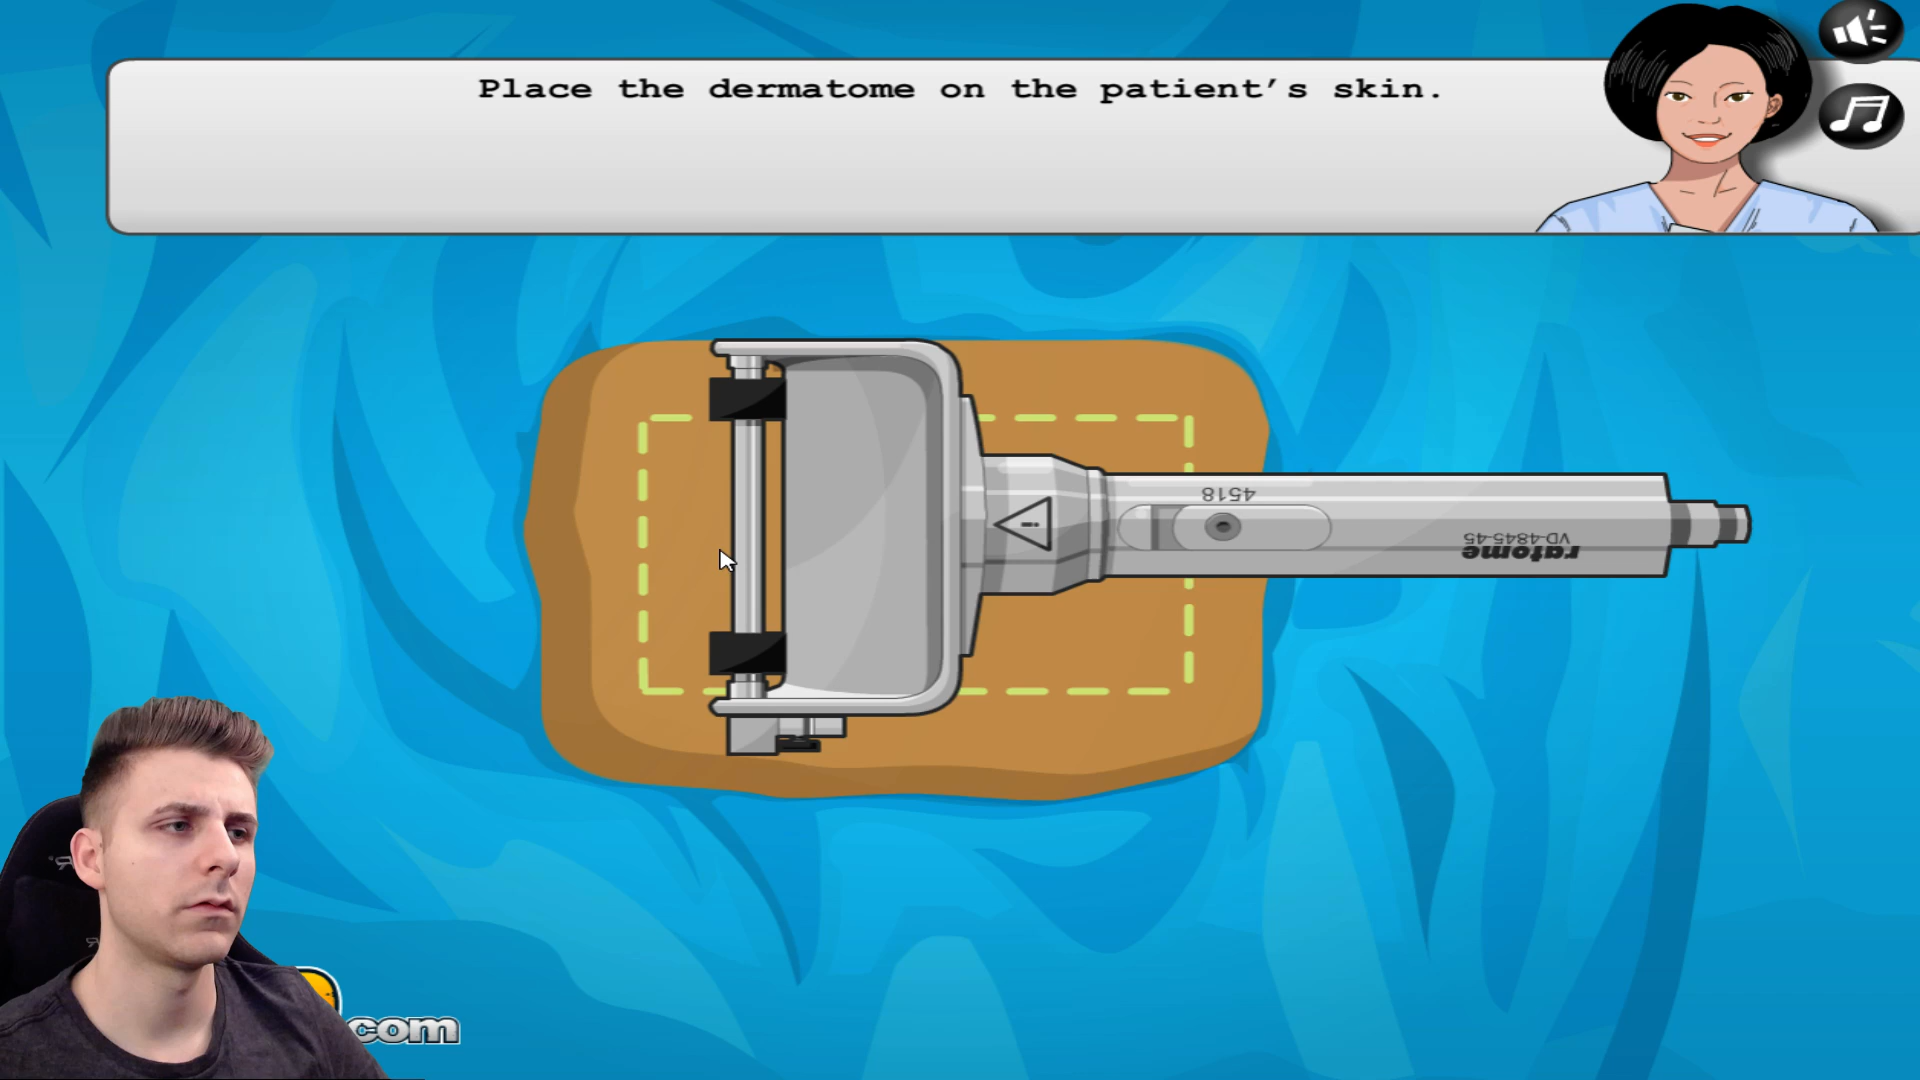 Place the dermatome on the patient's skin.
4518
VD-4845-45
ratome
.com